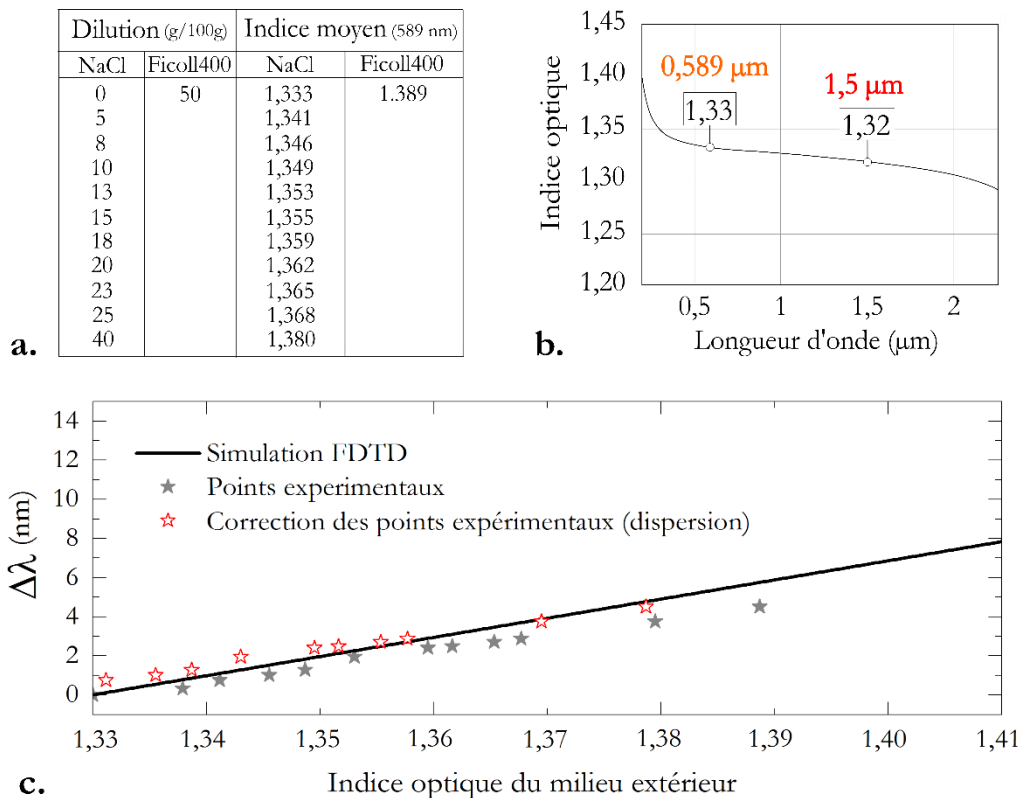 Dilution (g/100g) Indice moyen (589 nm)
NaCl Ficoll400 NaCl Ficoll400
0 50 1,333 1.389
5 1,341
8 1,346
10 1,349
13 1,353
15 1,355
18 1,359
20 1,362
23 1,365
25 1,368
40 1,380
a.
1,45
1,40
1,35
1,30
1,25
1,20
Indice optique
0,589 μm
1,33
1,5 μm
1,32
0,5 1 1,5 2
Longueur d'onde (μm)
b.
14
12
10
8
6
4
2
0
Δλ (nm)
Simulation FDTD
Points experimentaux
Correction des points expérimentaux (dispersion)
1,33 1,34 1,35 1,36 1,37 1,38 1,39 1,40 1,41
Indice optique du milieu extérieur
c.